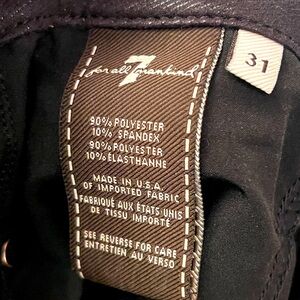 7
for all mankind
31
90% POLYESTER
10% SPANDEX
90% POLYESTER
10% ÉLASTHANNE
MADE IN U.S.A.
OF IMPORTED FABRIC
FABRIQUÉ AUX ÉTATS UNIS
DE TISSU IMPORTÉ
SEE REVERSE FOR CARE
ENTRETIEN AU VERSO